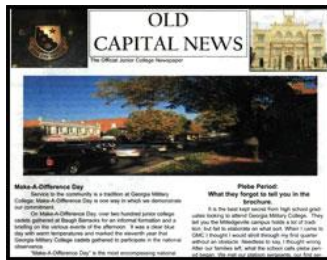 OLD
CAPITAL NEWS
The Official Junior College Newspaper
Make-A-Difference Day
Service to the community is a tradition at Georgia Military
College. Make-A-Difference Day is one way in which we demonstrate
our commitment.
On Make-A-Difference Day, over two hundred junior college
cadets gathered at Baugh Barracks for an informal formation and a
briefing on the various events of the afternoon. It was a clear blue
day with warm temperatures and marked the eleventh year that
Georgia Military College cadets gathered to participate in the national
observance.
"Make-A-Difference Day" is the most encompassing national
Plebe Period:
What they forgot to tell you in the
brochure.
It is the best kept secret from high school grad-
uates looking to attend Georgia Military College. They
tell you the Milledgeville campus holds a lot of tradi-
tion, but fail to elaborate on what sort. When I came to
GMC I thought I would stroll through my first quarter
without an obstacle. Needless to say, I thought wrong.
After our families left, what the school calls plebe peri-
od began. We met our platoon sergeants, our first ser-